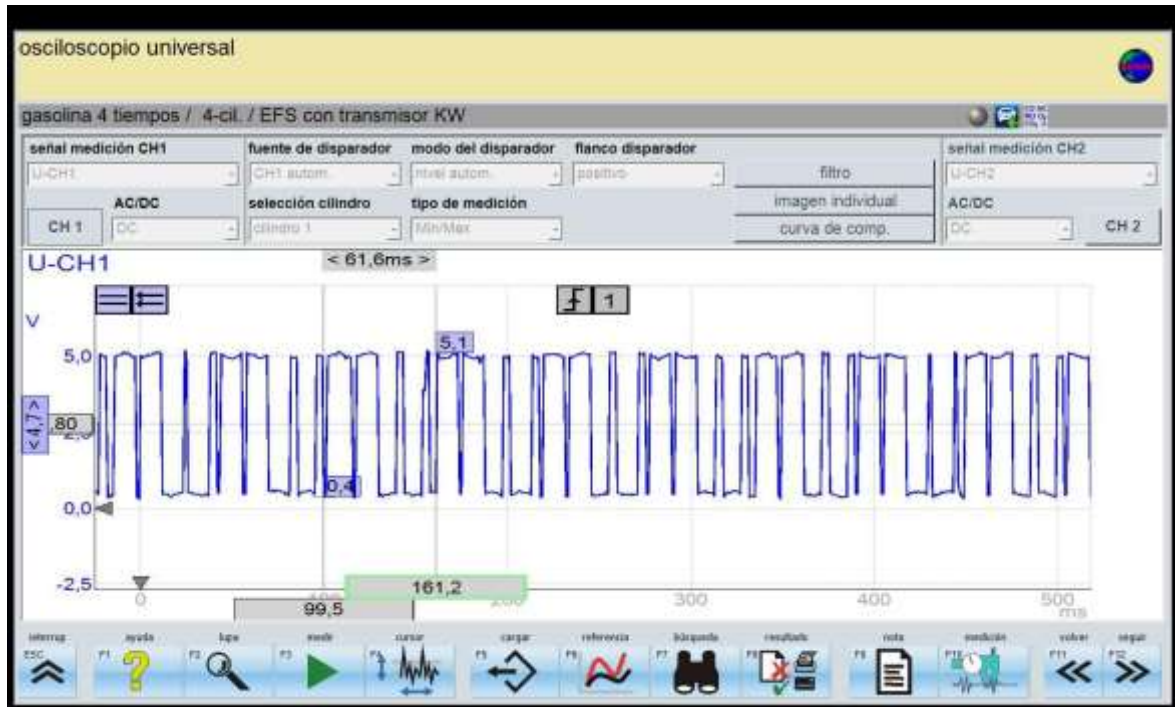 osciloscopio universal
gasolina 4 tiempos / 4-cil. / EFS con transmisor KW
señal medición CH1 fuente de disparador modo del disparador flanco disparador señal medición CH2
U-CH1 CH1 autom. nivel autom. positivo filtro U-CH2
AC/DC selección cilindro tipo de medición imagen individual AC/DC
CH 1 DC cilindro 1 Min/Max curva de comp. DC CH 2
U-CH1 < 61,6ms >
1
V
5,1
5,0
<4,7>
,80
0,4
0,0
-2,5
161,2
0 300 400 500
99,5 ms
interrup ayuda lupa medir cursor cargar referencia búsqueda resultado nota medición volver seguir
ESC F1 F2 F3 F4 F5 F6 F7 F8 F9 F10 F11 F12